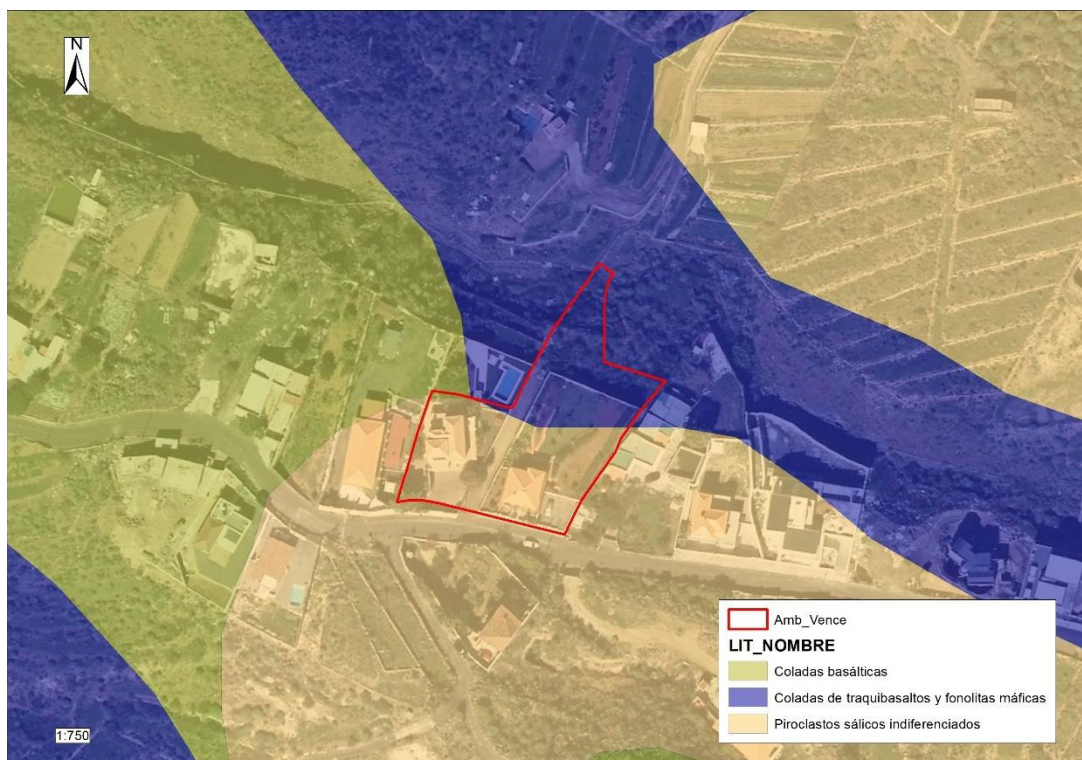 N
Amb_Vence
LIT_NOMBRE
Coladas basálticas
Coladas de traquibasaltos y fonolitas máficas
Piroclastos sálicos indiferenciados
1:750